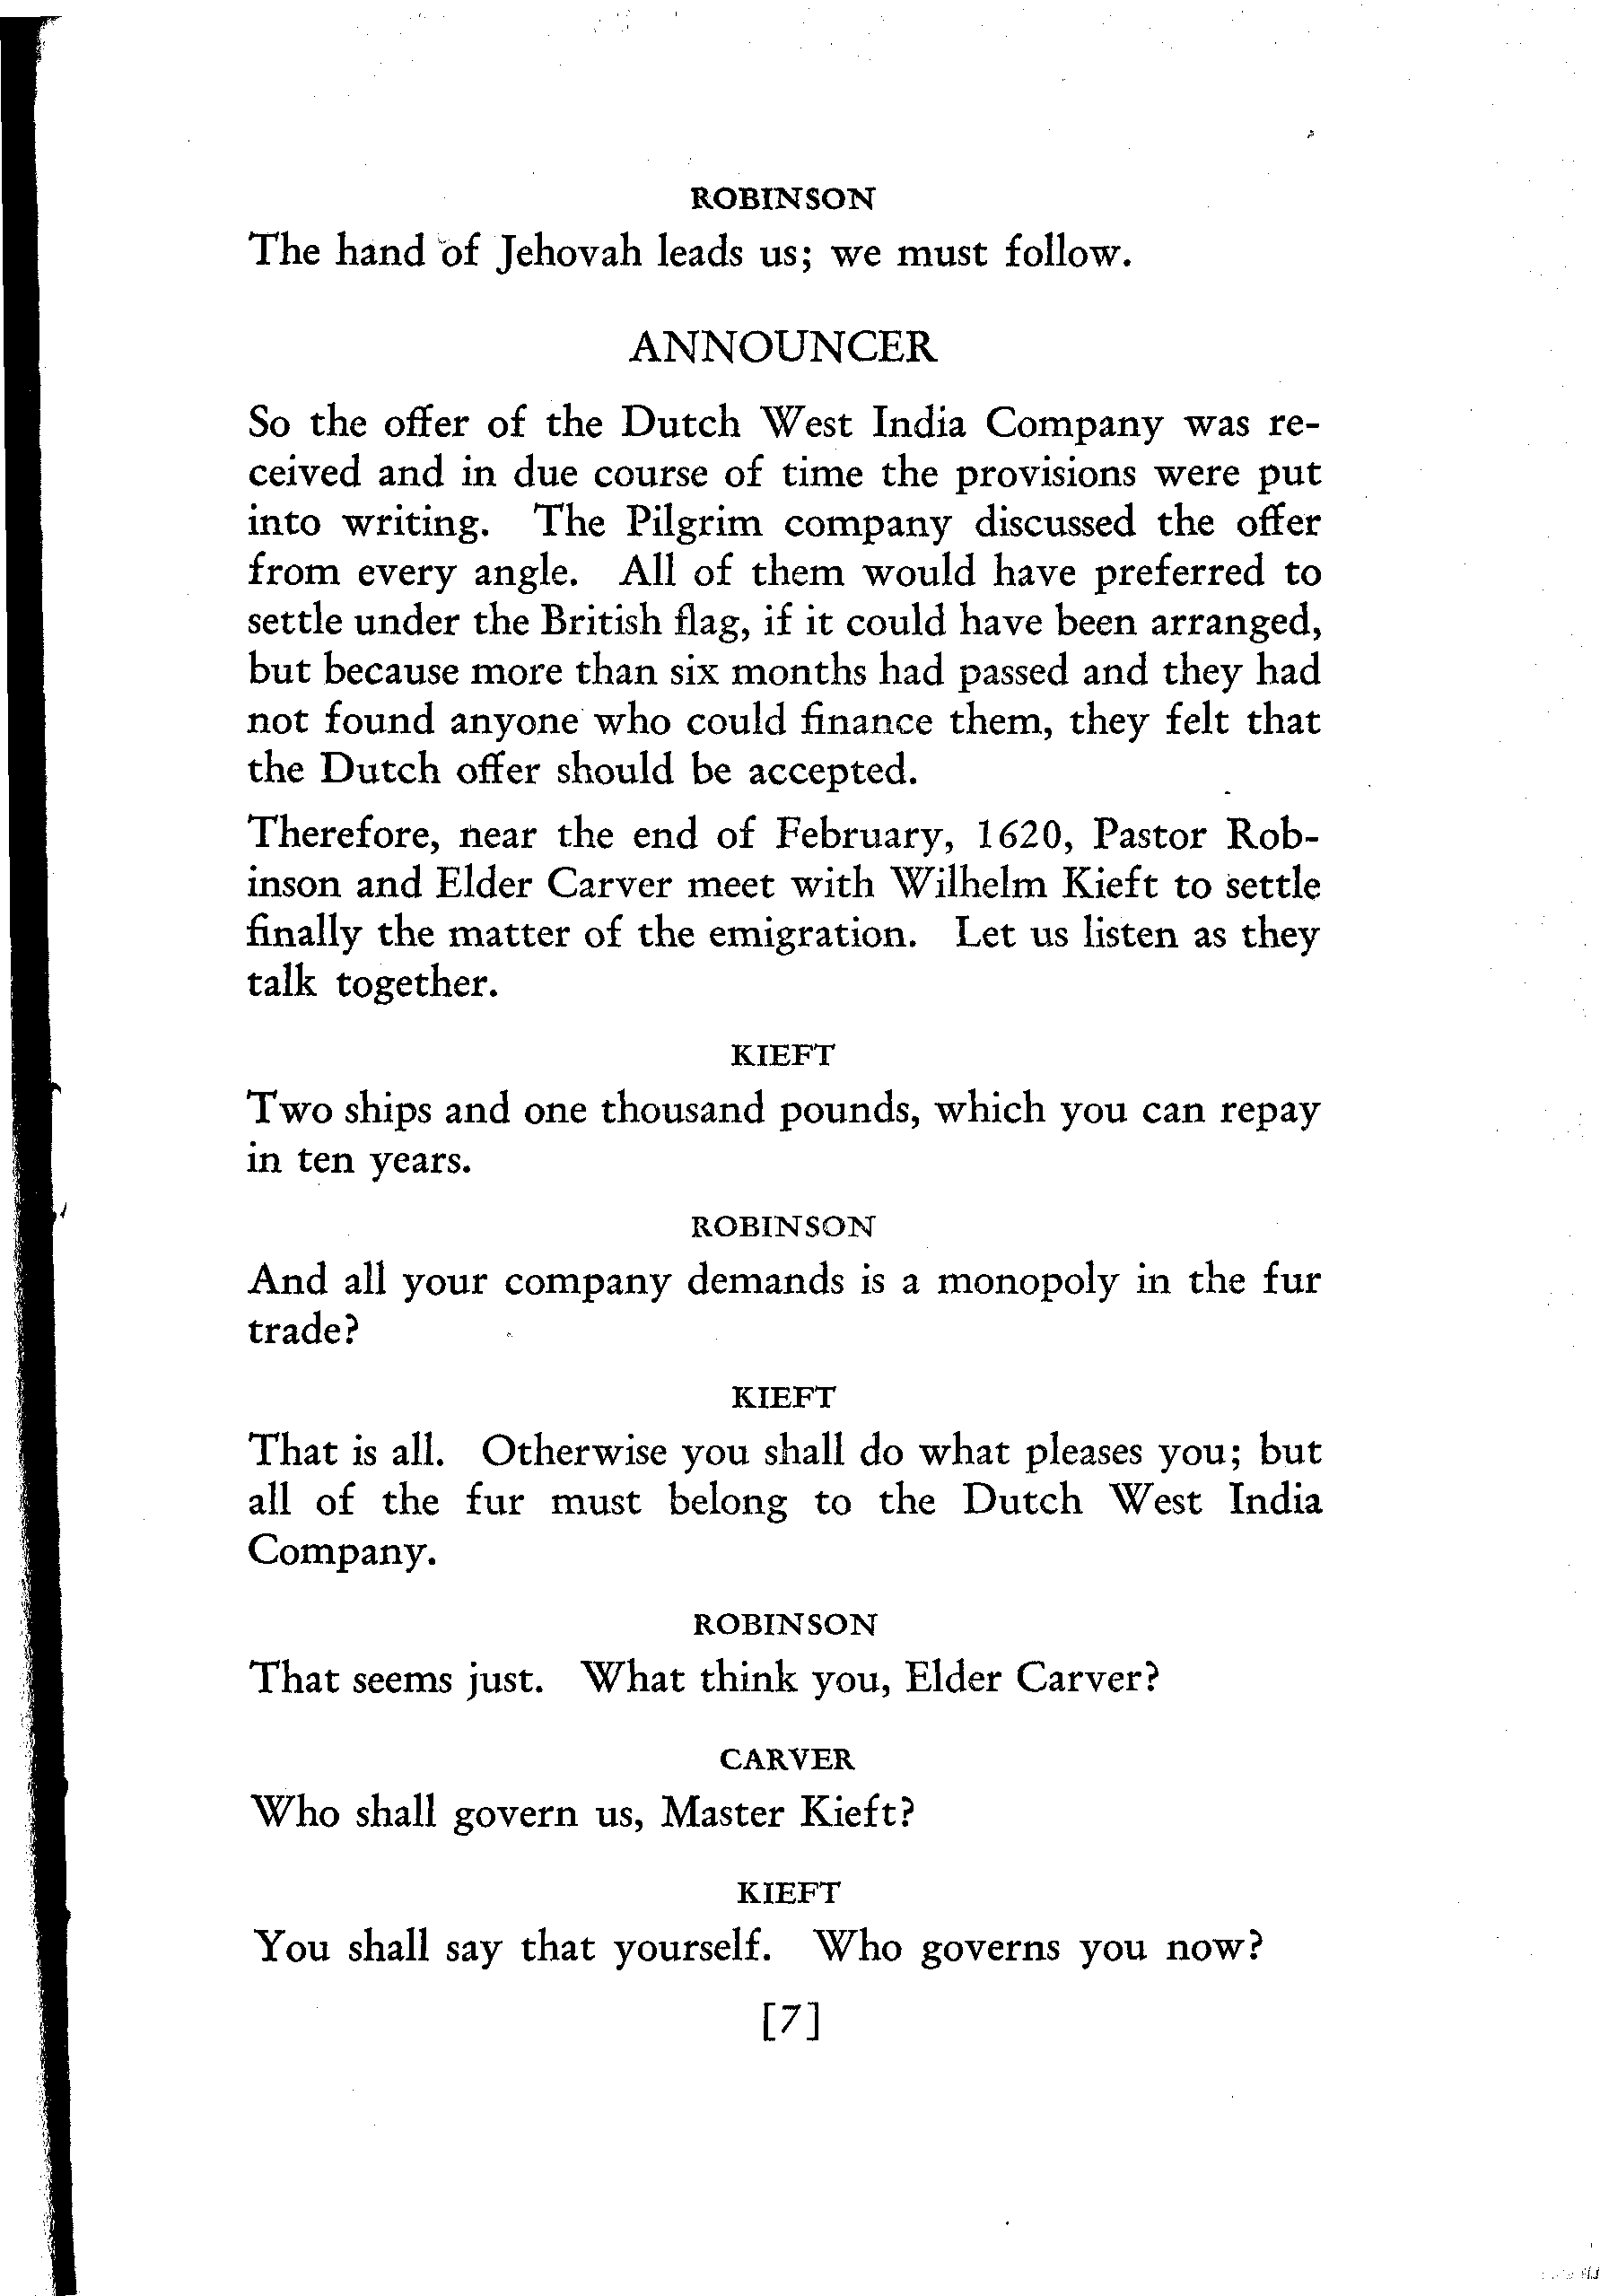 ROBINSON
The hand of Jehovah leads us; we must follow.
ANNOUNCER
So the offer of the Dutch West India Company was re-
ceived and in due course of time the provisions were put
into writing. The Pilgrim company discussed the offer
from every angle. All of them would have preferred to
settle under the British flag, if it could have been arranged,
but because more than six months had passed and they had
not found anyone who could finance them, they felt that
the Dutch offer should be accepted.
Therefore, near the end of February, 1620, Pastor Rob-
inson and Elder Carver meet with Wilhelm Kieft to settle
finally the matter of the emigration. Let us listen as they
talk together.
KIEFT
Two ships and one thousand pounds, which you can repay
in ten years.
ROBINSON
And all your company demands is a monopoly in the fur
trade?
KIEFT
That is all. Otherwise you shall do what pleases you; but
all of the fur must belong to the Dutch West India
Company.
ROBINSON
That seems just. What think you, Elder Carver?
CARVER
Who shall govern us, Master Kieft?
KIEFT
You shall say that yourself. Who governs you now?
[7]